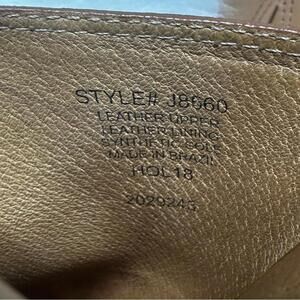 STYLE# J8660
LEATHER UPPER
LEATHER LINING
SYNTHETIC SOLE
MADE IN BRAZIL
HOL18
2029245